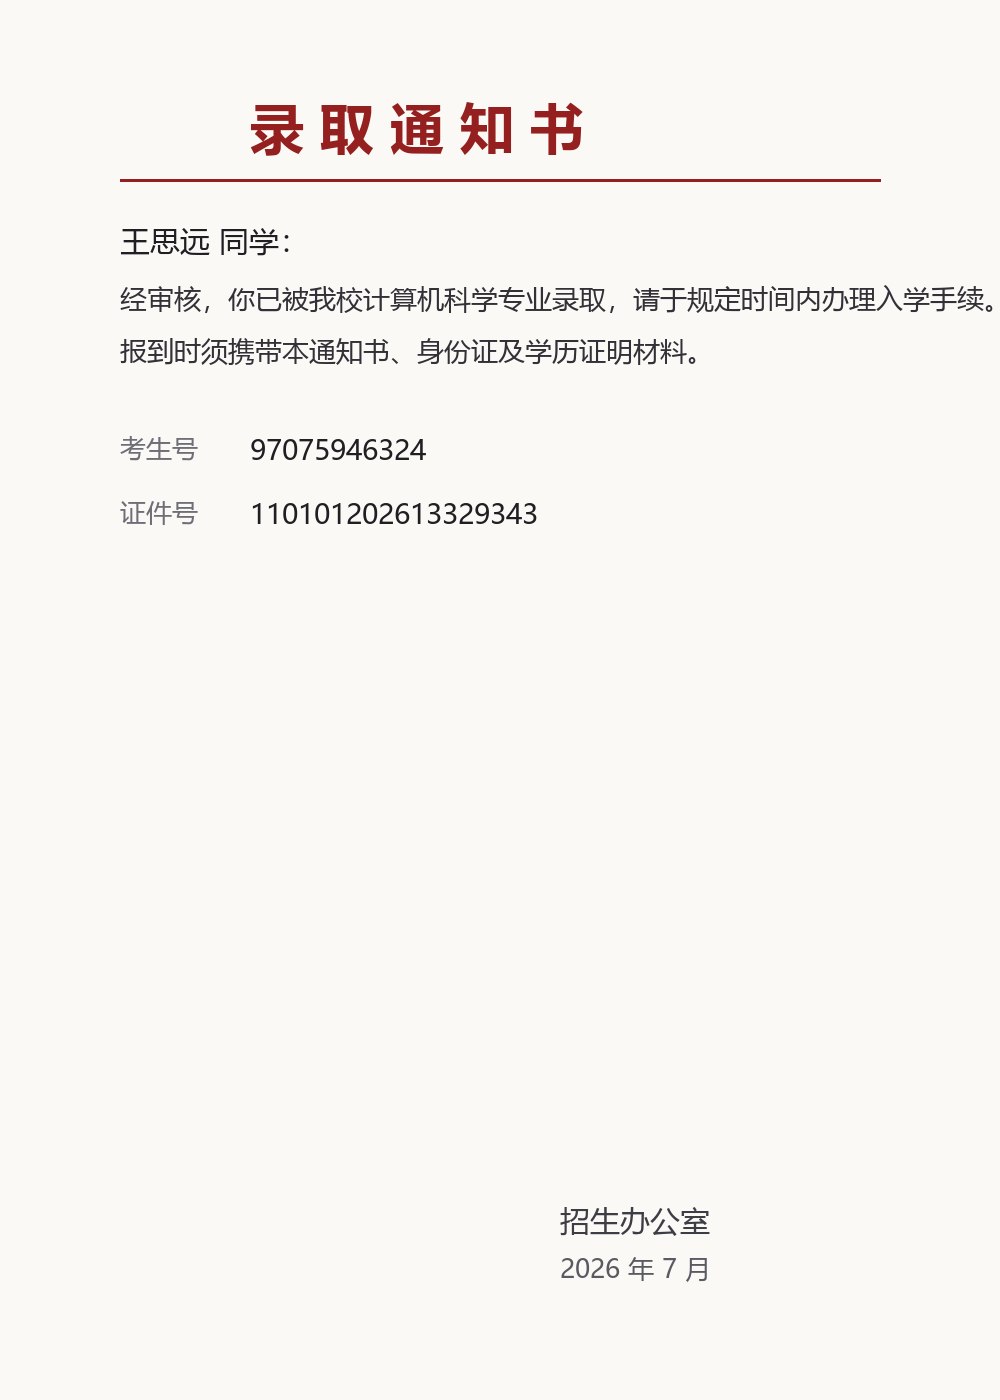 录取通知书
王思远 同学：
经审核，你已被我校计算机科学专业录取，请于规定时间内办理入学手续。
报到时须携带本通知书、身份证及学历证明材料。
考生号 97075946324
证件号 110101202613329343
招生办公室
2026 年 7 月